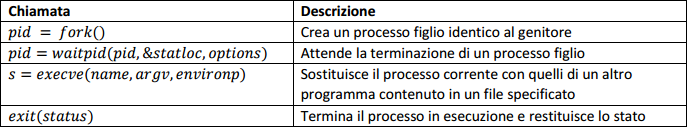 Chiamata Descrizione
pid = fork() Crea un processo figlio identico al genitore
pid = waitpid(pid, &statloc, options) Attende la terminazione di un processo figlio
s = execve(name, argv, environp) Sostituisce il processo corrente con quelli di un altro
programma contenuto in un file specificato
exit(status) Termina il processo in esecuzione e restituisce lo stato